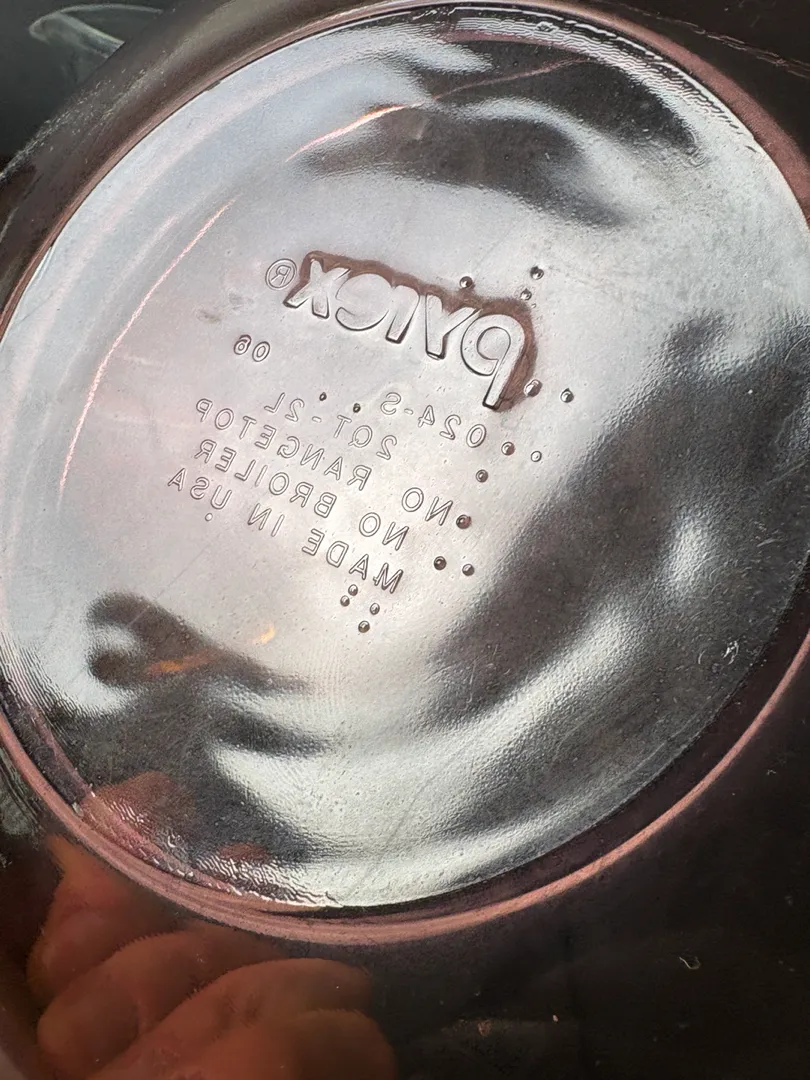 pyrex®
06
024-S
2QT-2L
NO RANGETOP
NO BROILER
MADE IN USA